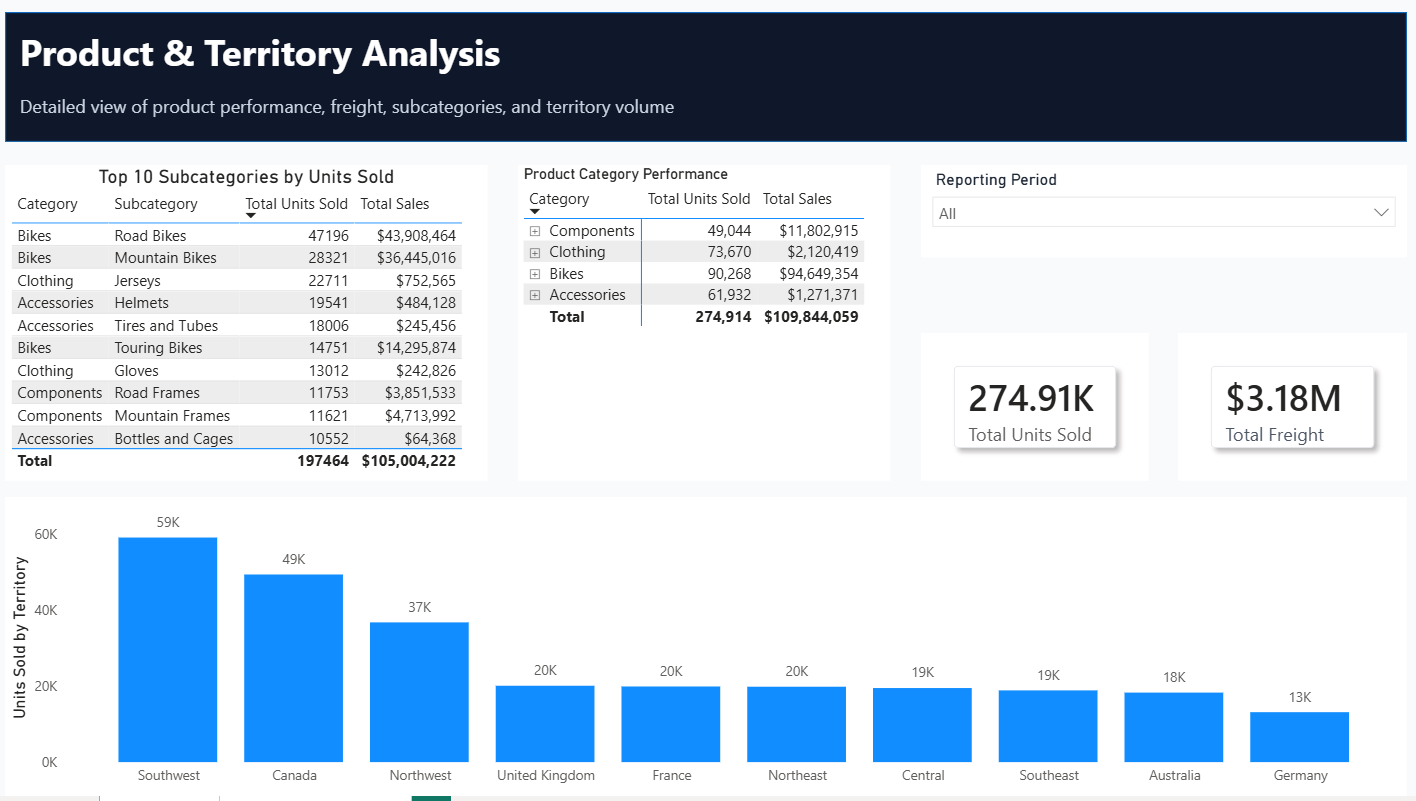 Product & Territory Analysis
Detailed view of product performance, freight, subcategories, and territory volume
Top 10 Subcategories by Units Sold
Category Subcategory Total Units Sold Total Sales
Bikes Road Bikes 47196 $43,908,464
Bikes Mountain Bikes 28321 $36,445,016
Clothing Jerseys 22711 $752,565
Accessories Helmets 19541 $484,128
Accessories Tires and Tubes 18006 $245,456
Bikes Touring Bikes 14751 $14,295,874
Clothing Gloves 13012 $242,826
Components Road Frames 11753 $3,851,533
Components Mountain Frames 11621 $4,713,992
Accessories Bottles and Cages 10552 $64,368
Total 197464 $105,004,222
Product Category Performance
Category Total Units Sold Total Sales
Components 49,044 $11,802,915
Clothing 73,670 $2,120,419
Bikes 90,268 $94,649,354
Accessories 61,932 $1,271,371
Total 274,914 $109,844,059
Reporting Period
All
274.91K
Total Units Sold
$3.18M
Total Freight
Units Sold by Territory
60K
40K
20K
0K
59K 49K 37K 20K 20K 20K 19K 19K 18K 13K
Southwest Canada Northwest United Kingdom France Northeast Central Southeast Australia Germany